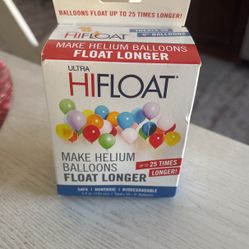 BALLOONS FLOAT UP TO 25 TIMES LONGER!
MAKE HELIUM BALLOONS
FLOAT LONGER
ULTRA
HIFLOAT
MAKE HELIUM
BALLOONS
FLOAT LONGER
UP TO 25 TIMES
LONGER!
SAFE | NONTOXIC | BIODEGRADABLE